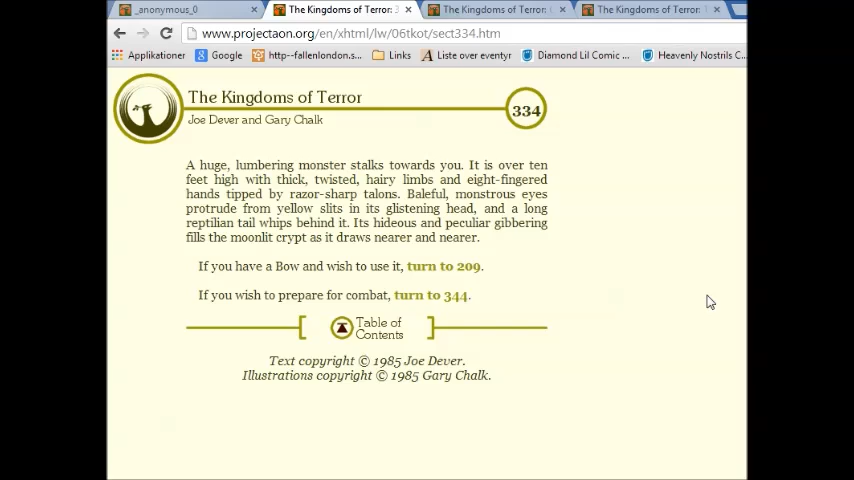 _anonymous_0
The Kingdoms of Terror: 3
The Kingdoms of Terror:
The Kingdoms of Terror:
www.projectaon.org/en/xhtml/lw/06tkot/sect334.htm
Applikationer
Google
http--fallenlondon.s...
Links
Liste over eventyr
Diamond Lil Comic ...
Heavenly Nostrils C
The Kingdoms of Terror
334
Joe Dever and Gary Chalk
A huge, lumbering monster stalks towards you. It is over ten
feet high with thick, twisted, hairy limbs and eight-fingered
hands tipped by razor-sharp talons. Baleful, monstrous eyes
protrude from yellow slits in its glistening head, and a long
reptilian tail whips behind it. Its hideous and peculiar gibbering
fills the moonlit crypt as it draws nearer and nearer.
If you have a Bow and wish to use it, turn to 209.
If you wish to prepare for combat, turn to 344.
Table of
Contents
Text copyright © 1985 Joe Dever.
Illustrations copyright © 1985 Gary Chalk.